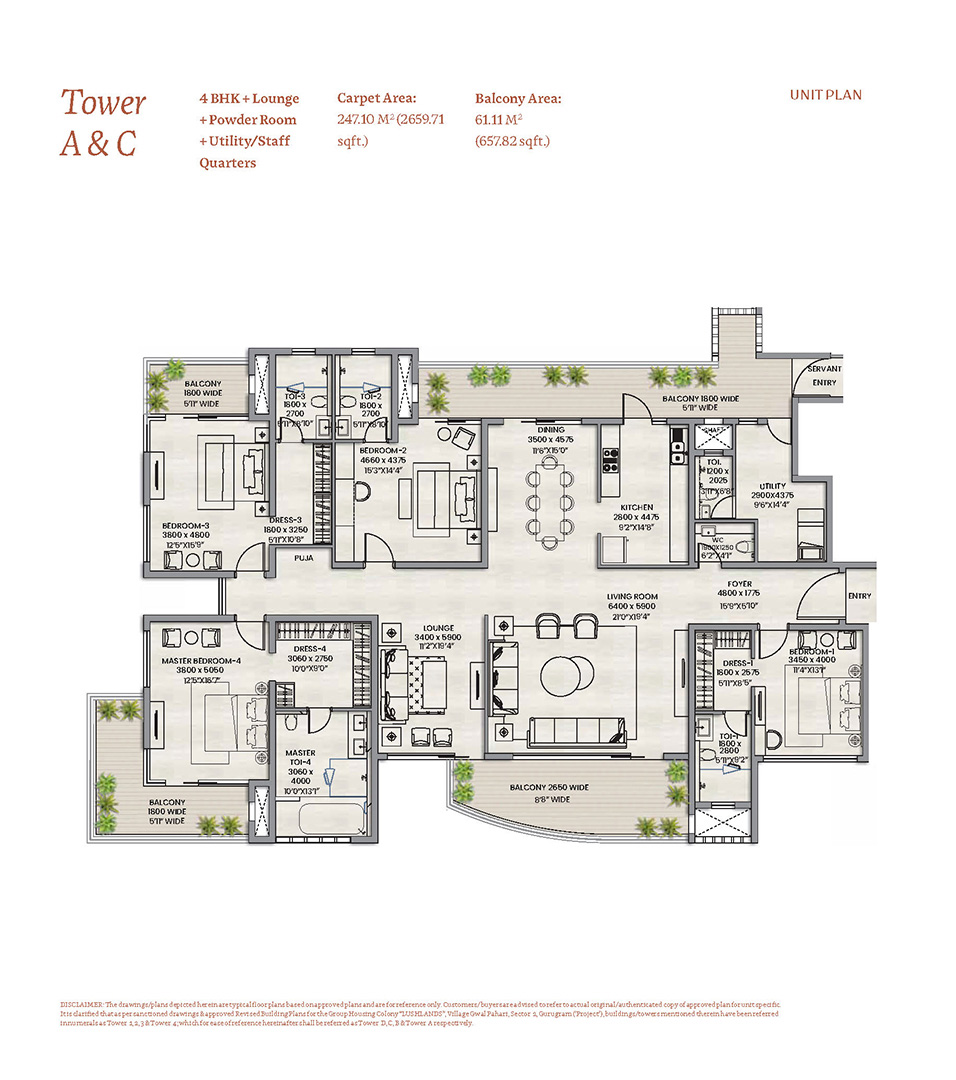 Tower
A & C
4 BHK + Lounge
+ Powder Room
+ Utility/Staff
Quarters
Carpet Area:
247.10 M² (2659.71
sqft.)
Balcony Area:
61.11 M²
(657.82 sqft.)
UNIT PLAN
SERVANT
ENTRY
BALCONY
1800 WIDE
5'11" WIDE
TOI-3
1800 x
2700
5'11"X8'10"
TOI-2
1800 x
2700
5'11"X8'10"
BALCONY 1800 WIDE
5'11" WIDE
BEDROOM-3
3800 x 4800
12'5"X15'9"
DRESS-3
1800 x 3250
5'11"X10'8"
BEDROOM-2
4660 x 4375
15'3"X14'4"
DINING
3500 x 4575
11'6"X15'0"
KITCHEN
2800 x 4475
9'2"X14'8"
SHAFT
TOI.
1200 x
2025
3'11"X6'8"
UTILITY
2900X4375
9'6"X14'4"
WC
6'2"X4'1"
PUJA
FOYER
4800 x 1775
15'9"X5'10"
ENTRY
LIVING ROOM
6400 x 5900
21'0"X19'4"
LOUNGE
3400 x 5900
11'2"X19'4"
MASTER BEDROOM-4
3800 x 5050
12'5"X16'7"
DRESS-4
3060 x 2750
10'0"X9'0"
DRESS-1
1800 x 2575
5'11"X8'5"
BEDROOM-1
3450 x 4000
11'4"X13'1"
TOI-1
1800 x
2800
5'11"X9'2"
MASTER
TOI-4
3060 x
4000
10'0"X13'1"
BALCONY
1800 WIDE
5'11" WIDE
BALCONY 2650 WIDE
8'8" WIDE
DISCLAIMER: The drawings/plans depicted herein are typical floor plans based on approved plans and are for reference only. Customers/buyers are advised to refer to actual original/authenticated copy of approved plan for unit specific.
It is clarified that as per sanctioned drawings & approved Revised Building Plans for the Group Housing Colony "LUSHLANDS", Village Gwal Pahari, Sector 2, Gurugram ('Project'), buildings/towers mentioned therein have been referred
in numerals as Tower 1, 2, 3 & Tower 4; which for ease of reference hereinafter shall be referred as Tower D, C, B & Tower A respectively.